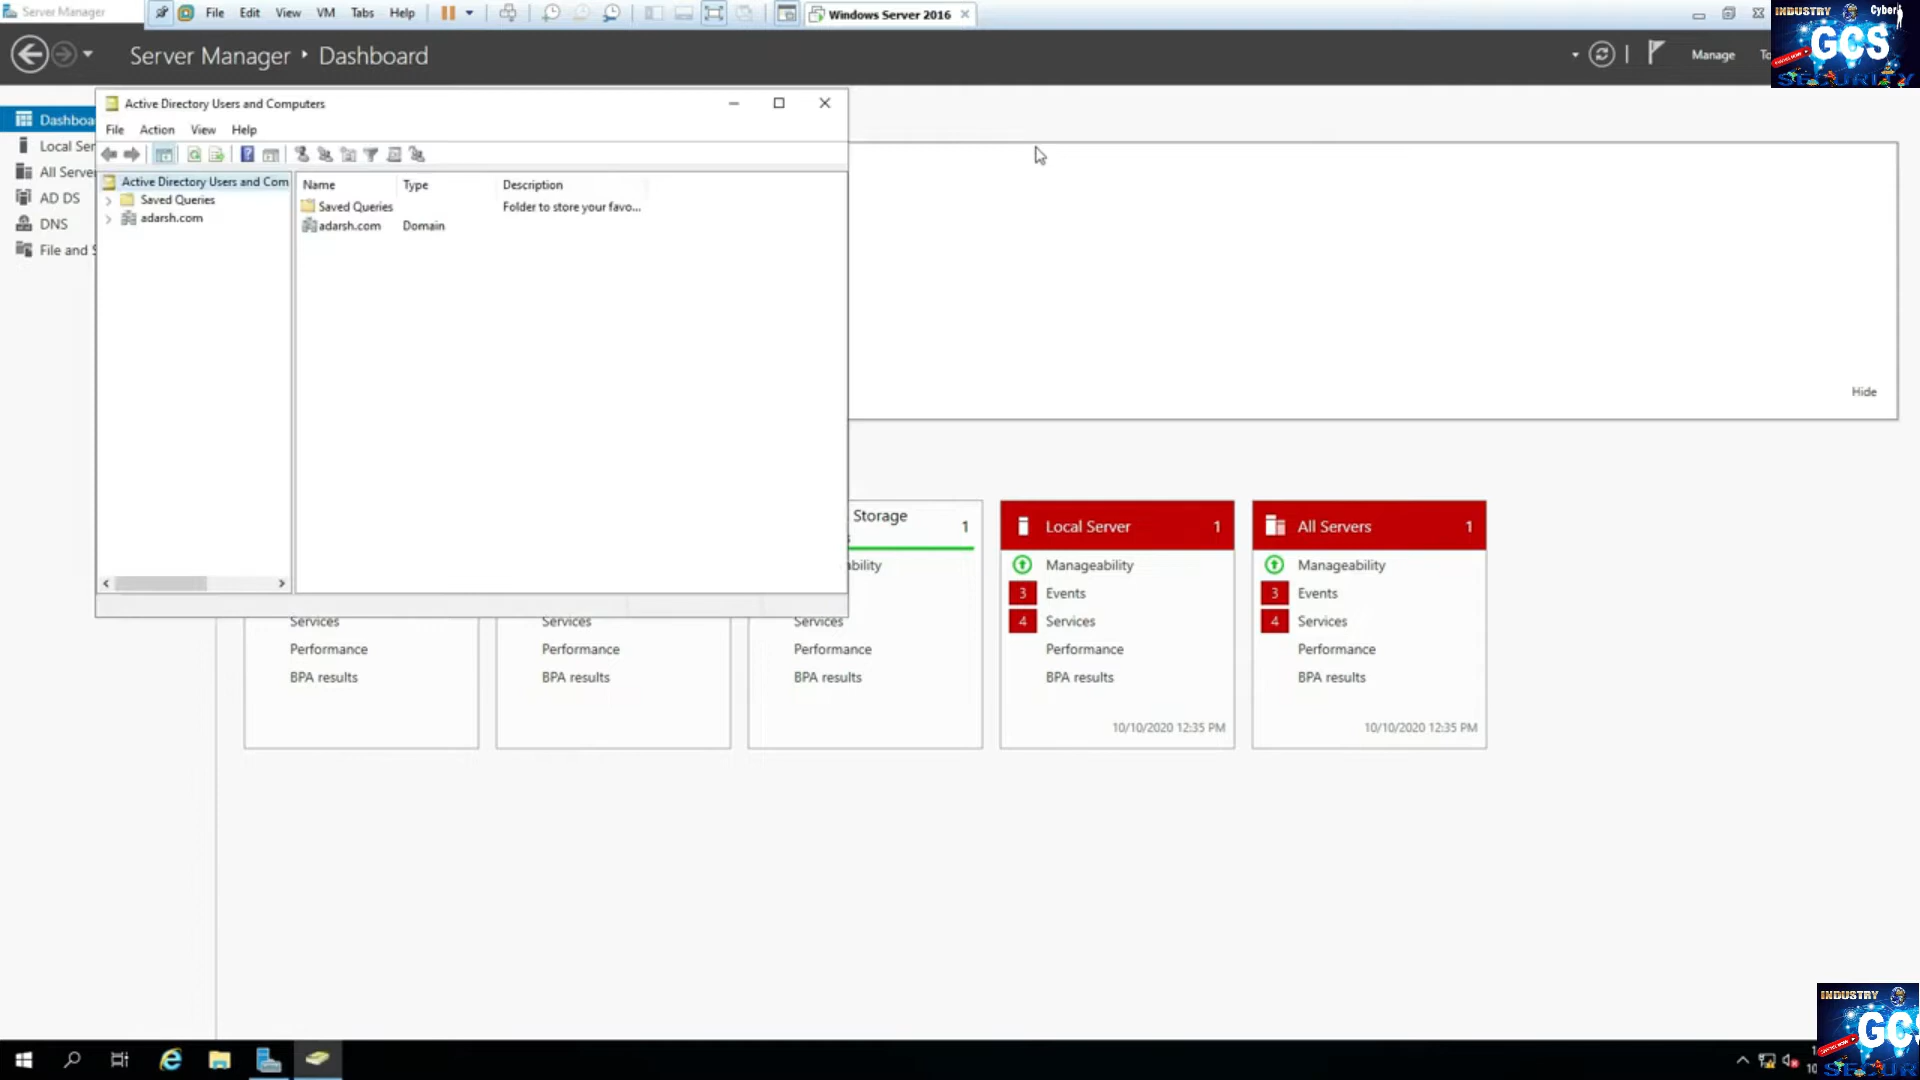 Server Manager
File Edit View VM Tabs Help
Windows Server 2016
INDUSTRY Cyber
GCS
SECURITY
Server Manager ‣ Dashboard
Manage
Active Directory Users and Computers
File Action View Help
Dashboa
Local Ser
All Serve
AD DS
DNS
File and S
Active Directory Users and Com
Saved Queries
adarsh.com
Name Type Description
Saved Queries Folder to store your favo...
adarsh.com Domain
Hide
Storage 1
Services
Performance
BPA results
Services
Performance
BPA results
Services
Performance
BPA results
Local Server 1
Manageability
3 Events
4 Services
Performance
BPA results
10/10/2020 12:35 PM
All Servers 1
Manageability
3 Events
4 Services
Performance
BPA results
10/10/2020 12:35 PM
INDUSTRY
GCS
SECUR